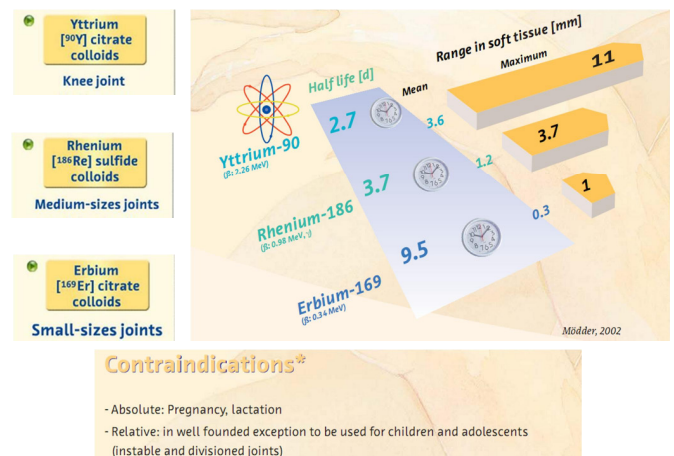 Yttrium
[⁹⁰Y] citrate
colloids
Knee joint
Rhenium
[¹⁸⁶Re] sulfide
colloids
Medium-sizes joints
Erbium
[¹⁶⁹Er] citrate
colloids
Small-sizes joints
Range in soft tissue [mm]
Half life [d]
Mean
Maximum
Yttrium-90
(β: 2.26 MeV)
2.7
3.6
11
Rhenium-186
(β: 0.98 MeV,γ)
3.7
1.2
3.7
Erbium-169
(β: 0.34 MeV)
9.5
0.3
1
Mödder, 2002
Contraindications*
- Absolute: Pregnancy, lactation
- Relative: in well founded exception to be used for children and adolescents
(instable and divisioned joints)